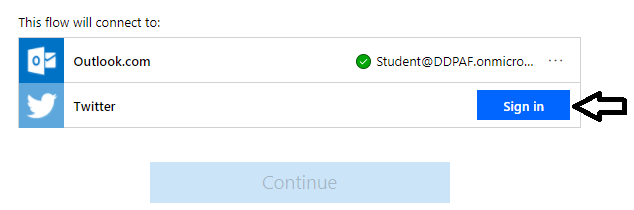 This flow will connect to:
Outlook.com Student@DDPAF.onmicro... ...
Twitter Sign in
Continue